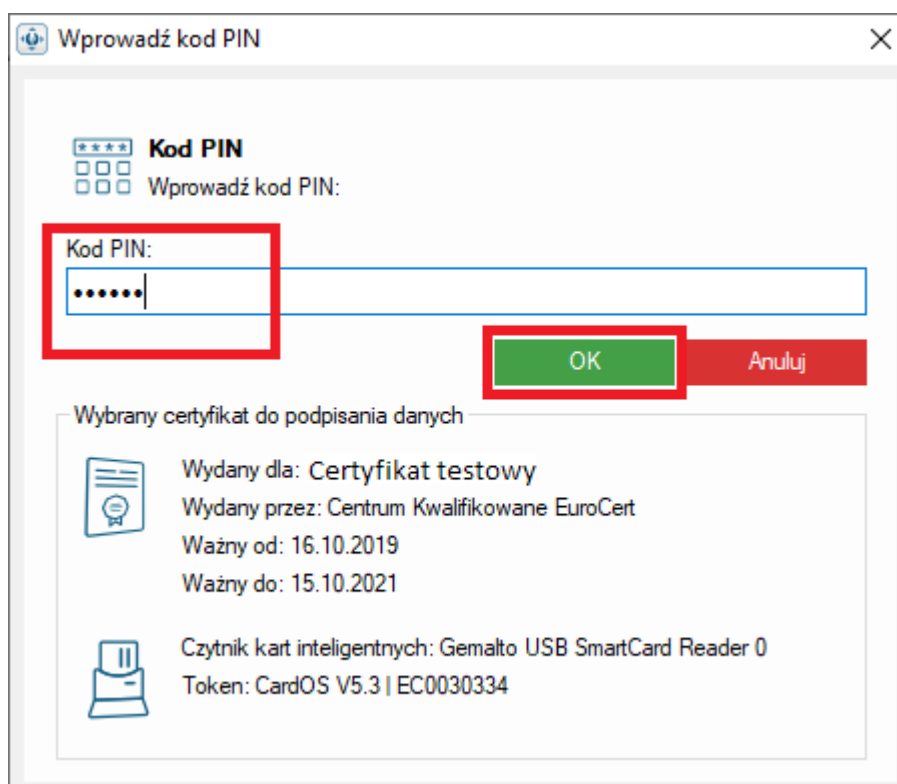 Wprowadź kod PIN
****
Kod PIN
Wprowadź kod PIN:
Kod PIN:
••••••
OK
Anuluj
Wybrany certyfikat do podpisania danych
Wydany dla: Certyfikat testowy
Wydany przez: Centrum Kwalifikowane EuroCert
Ważny od: 16.10.2019
Ważny do: 15.10.2021
Czytnik kart inteligentnych: Gemalto USB SmartCard Reader 0
Token: CardOS V5.3 | EC0030334